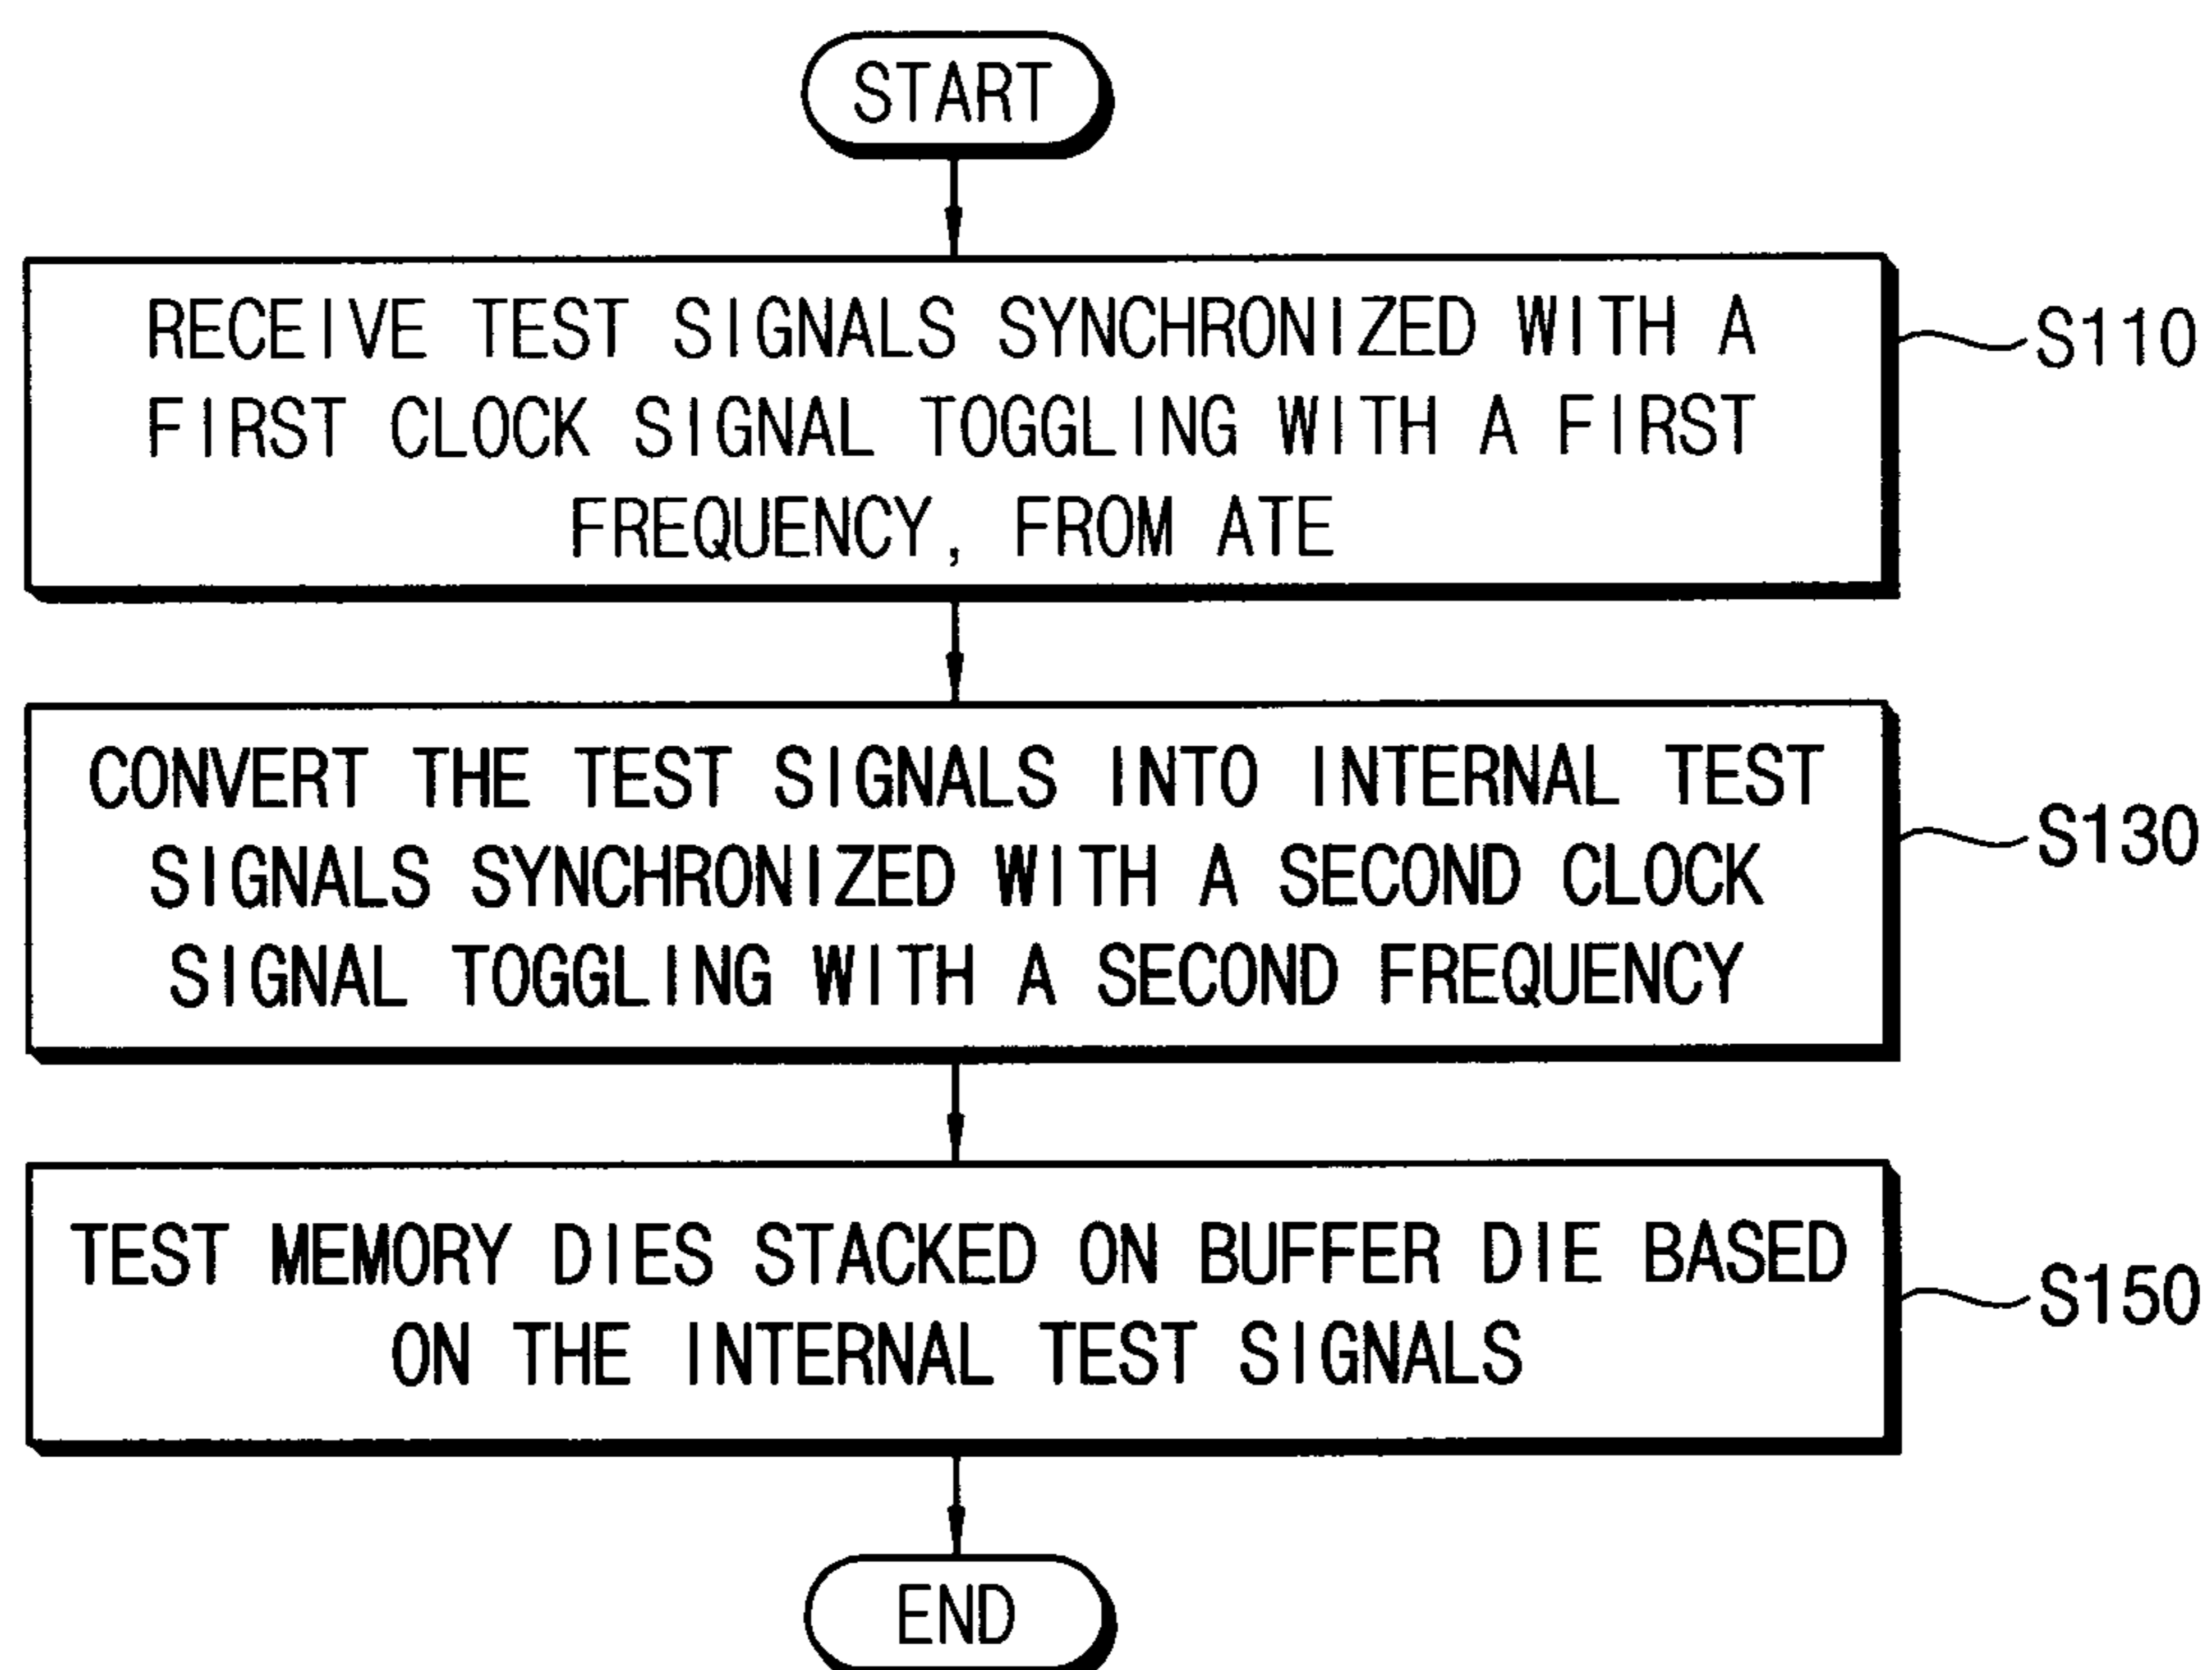 START
RECEIVE TEST SIGNALS SYNCHRONIZED WITH A
FIRST CLOCK SIGNAL TOGGLING WITH A FIRST
FREQUENCY, FROM ATE
S110
CONVERT THE TEST SIGNALS INTO INTERNAL TEST
SIGNALS SYNCHRONIZED WITH A SECOND CLOCK
SIGNAL TOGGLING WITH A SECOND FREQUENCY
S130
TEST MEMORY DIES STACKED ON BUFFER DIE BASED
ON THE INTERNAL TEST SIGNALS
S150
END